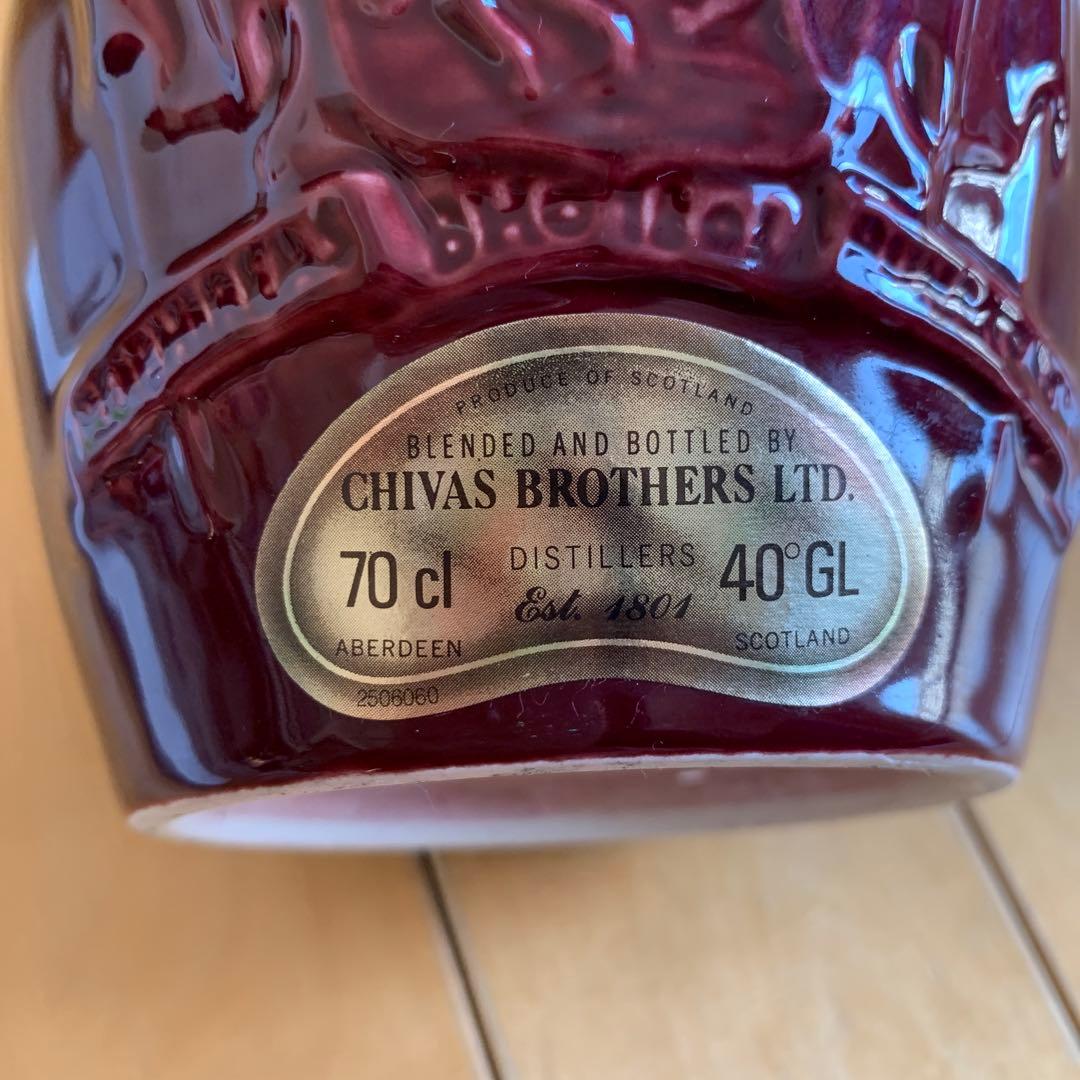 PRODUCE OF SCOTLAND
BLENDED AND BOTTLED BY
CHIVAS BROTHERS LTD.
70 cl
DISTILLERS
40°GL
Est. 1801
ABERDEEN
SCOTLAND
2506060